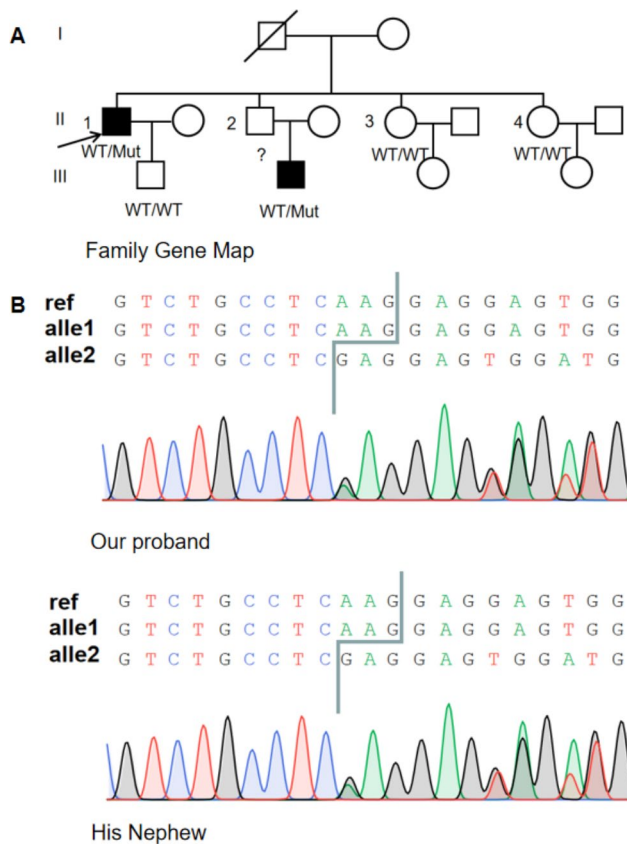 A
I
II
1
2
3
4
WT/Mut
?
WT/WT
WT/WT
III
WT/WT
WT/Mut
Family Gene Map
B
ref G T C T G C C T C A A G G A G G A G T G G
alle1 G T C T G C C T C A A G G A G G A G T G G
alle2 G T C T G C C T C G A G G A G T G G A T G
Our proband
ref G T C T G C C T C A A G G A G G A G T G G
alle1 G T C T G C C T C A A G G A G G A G T G G
alle2 G T C T G C C T C G A G G A G T G G A T G
His Nephew